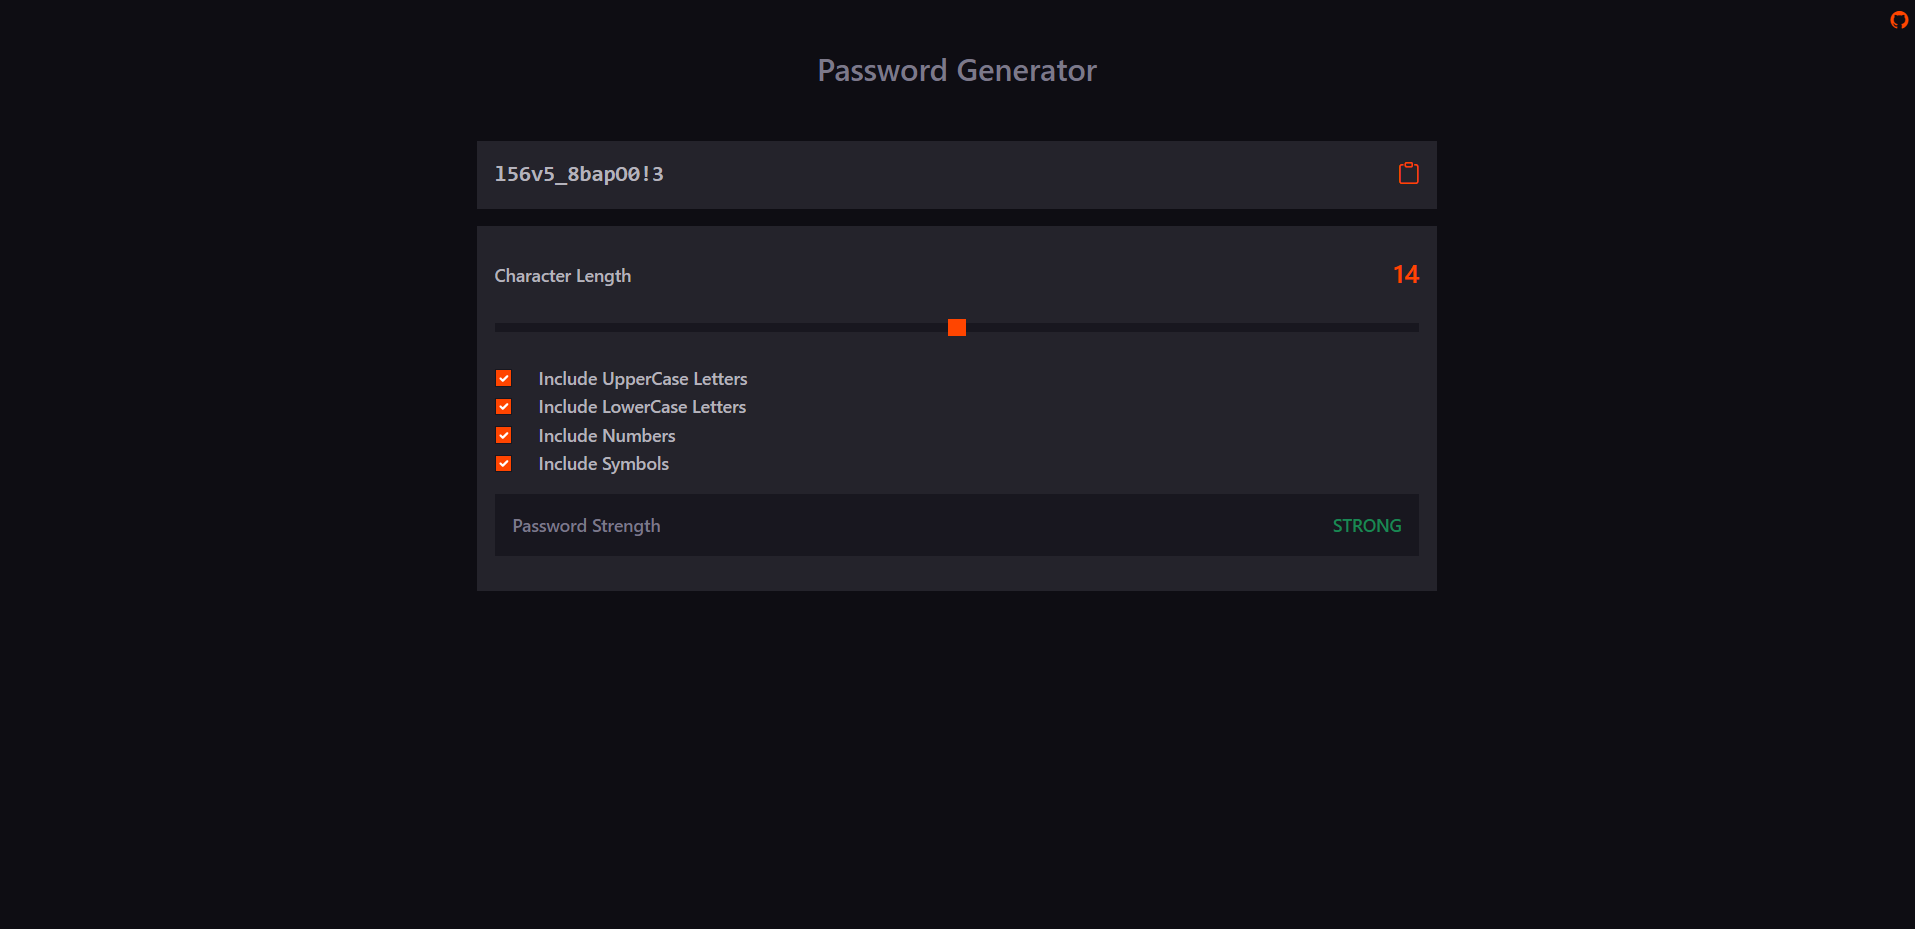 Password Generator
l56v5_8bapO0!3
Character Length
14
Include UpperCase Letters
Include LowerCase Letters
Include Numbers
Include Symbols
Password Strength
STRONG